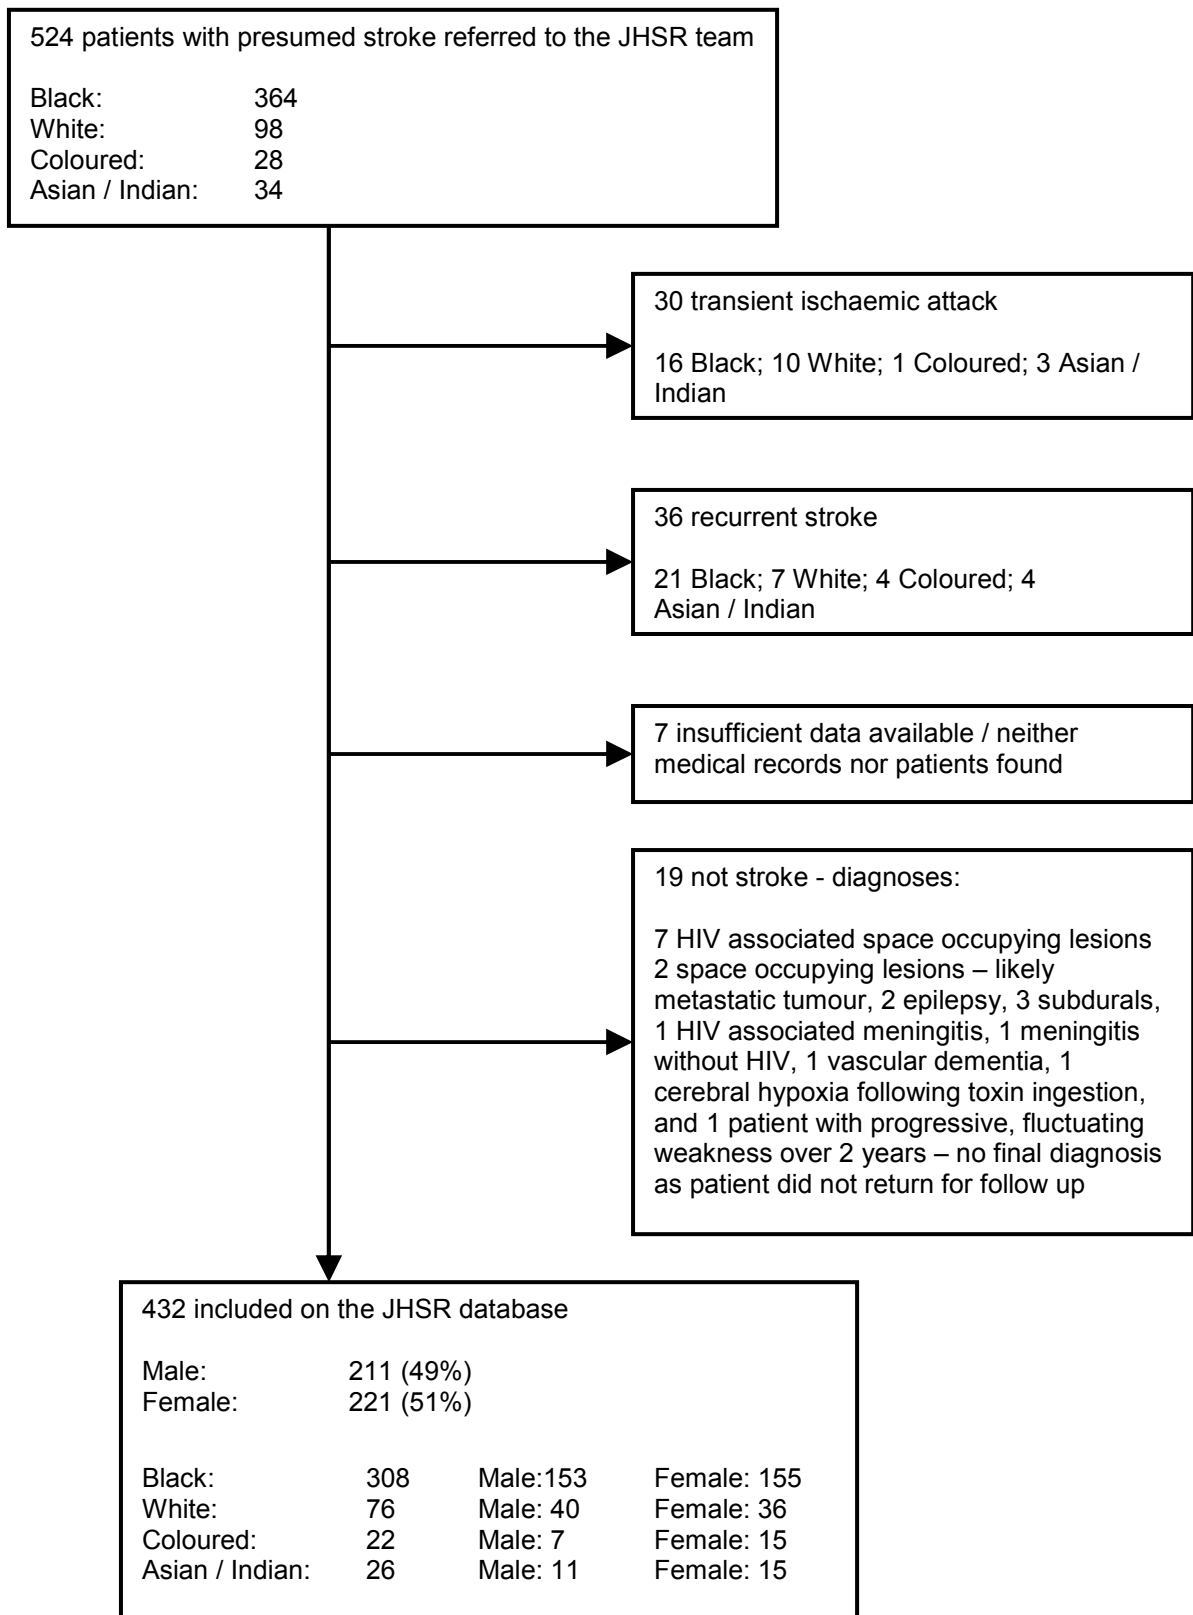 524 patients with presumed stroke referred to the JHSR team
Black: 364
White: 98
Coloured: 28
Asian / Indian: 34
30 transient ischaemic attack
16 Black; 10 White; 1 Coloured; 3 Asian /
Indian
36 recurrent stroke
21 Black; 7 White; 4 Coloured; 4
Asian / Indian
7 insufficient data available / neither
medical records nor patients found
19 not stroke - diagnoses:
7 HIV associated space occupying lesions
2 space occupying lesions – likely
metastatic tumour, 2 epilepsy, 3 subdurals,
1 HIV associated meningitis, 1 meningitis
without HIV, 1 vascular dementia, 1
cerebral hypoxia following toxin ingestion,
and 1 patient with progressive, fluctuating
weakness over 2 years – no final diagnosis
as patient did not return for follow up
432 included on the JHSR database
Male: 211 (49%)
Female: 221 (51%)
Black: 308 Male:153 Female: 155
White: 76 Male: 40 Female: 36
Coloured: 22 Male: 7 Female: 15
Asian / Indian: 26 Male: 11 Female: 15